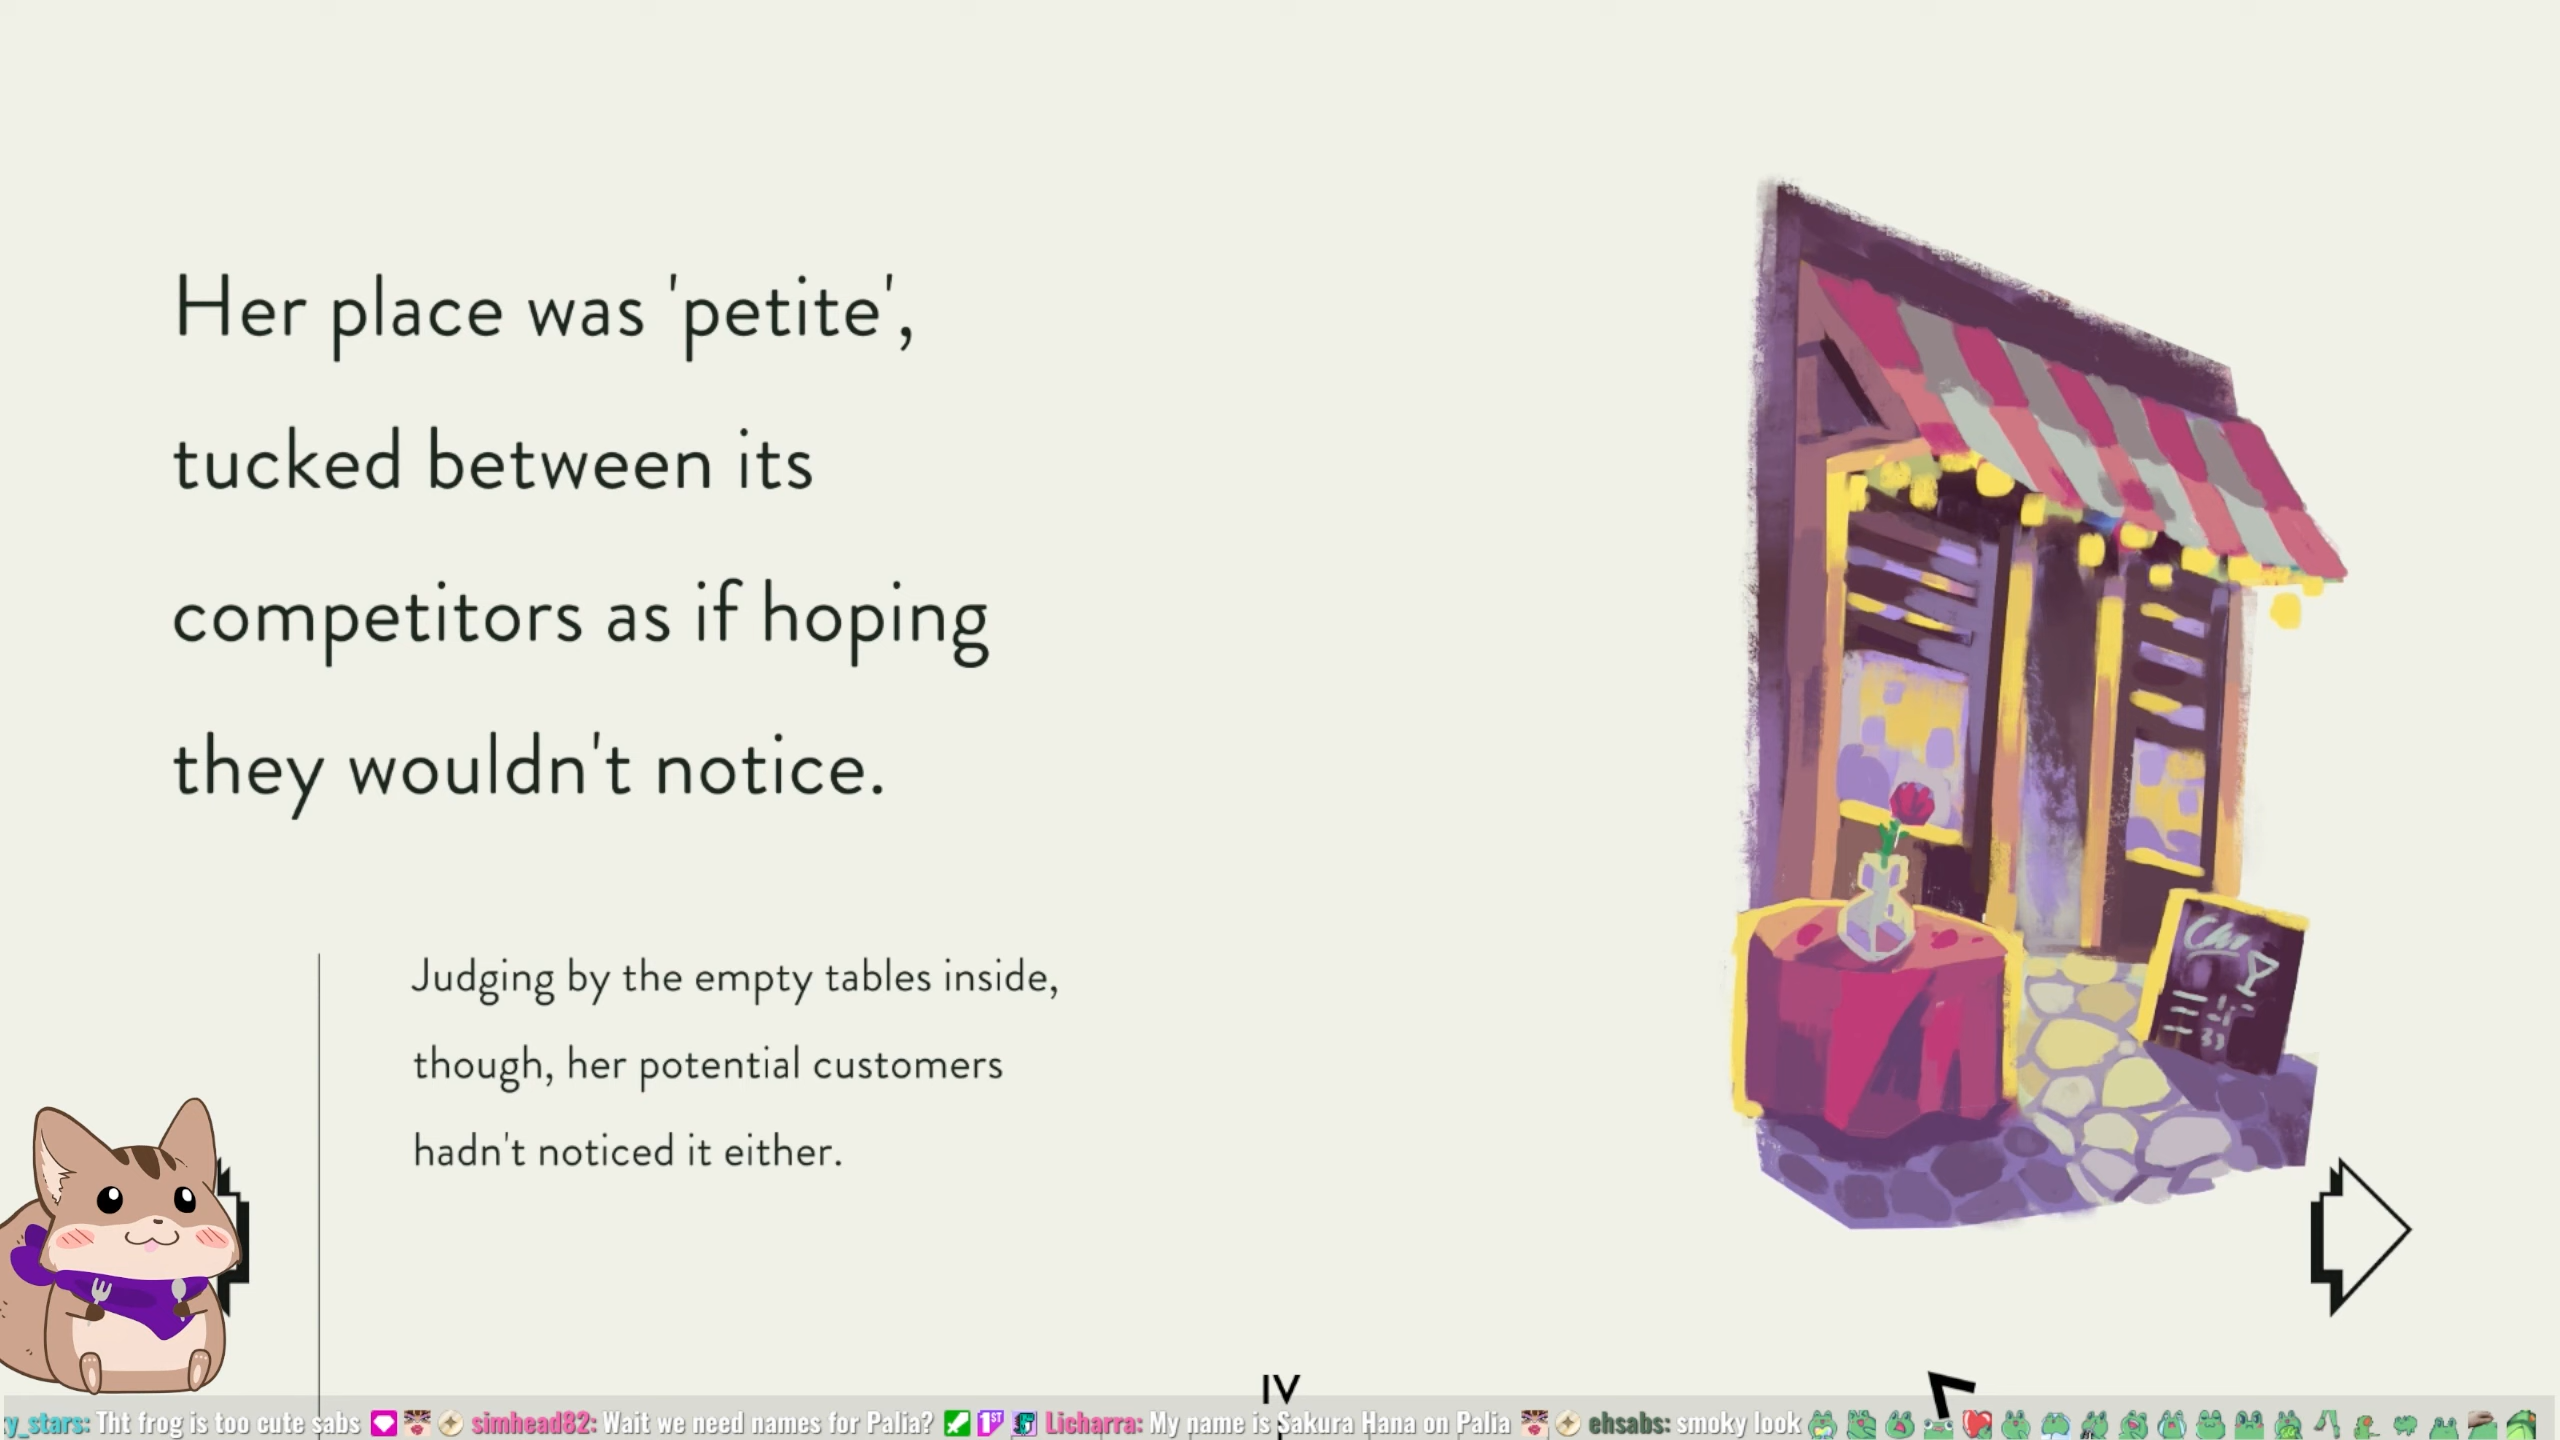 Her place was 'petite',
tucked between its
competitors as if hoping
they wouldn't notice.
Judging by the empty tables inside,
though, her potential customers
hadn't noticed it either.
IV
y_stars: Tht frog is too cute sabs simhead82: Wait we need names for Palia? 1ST Licharra: My name is Sakura Hana on Palia ehsabs: smoky look